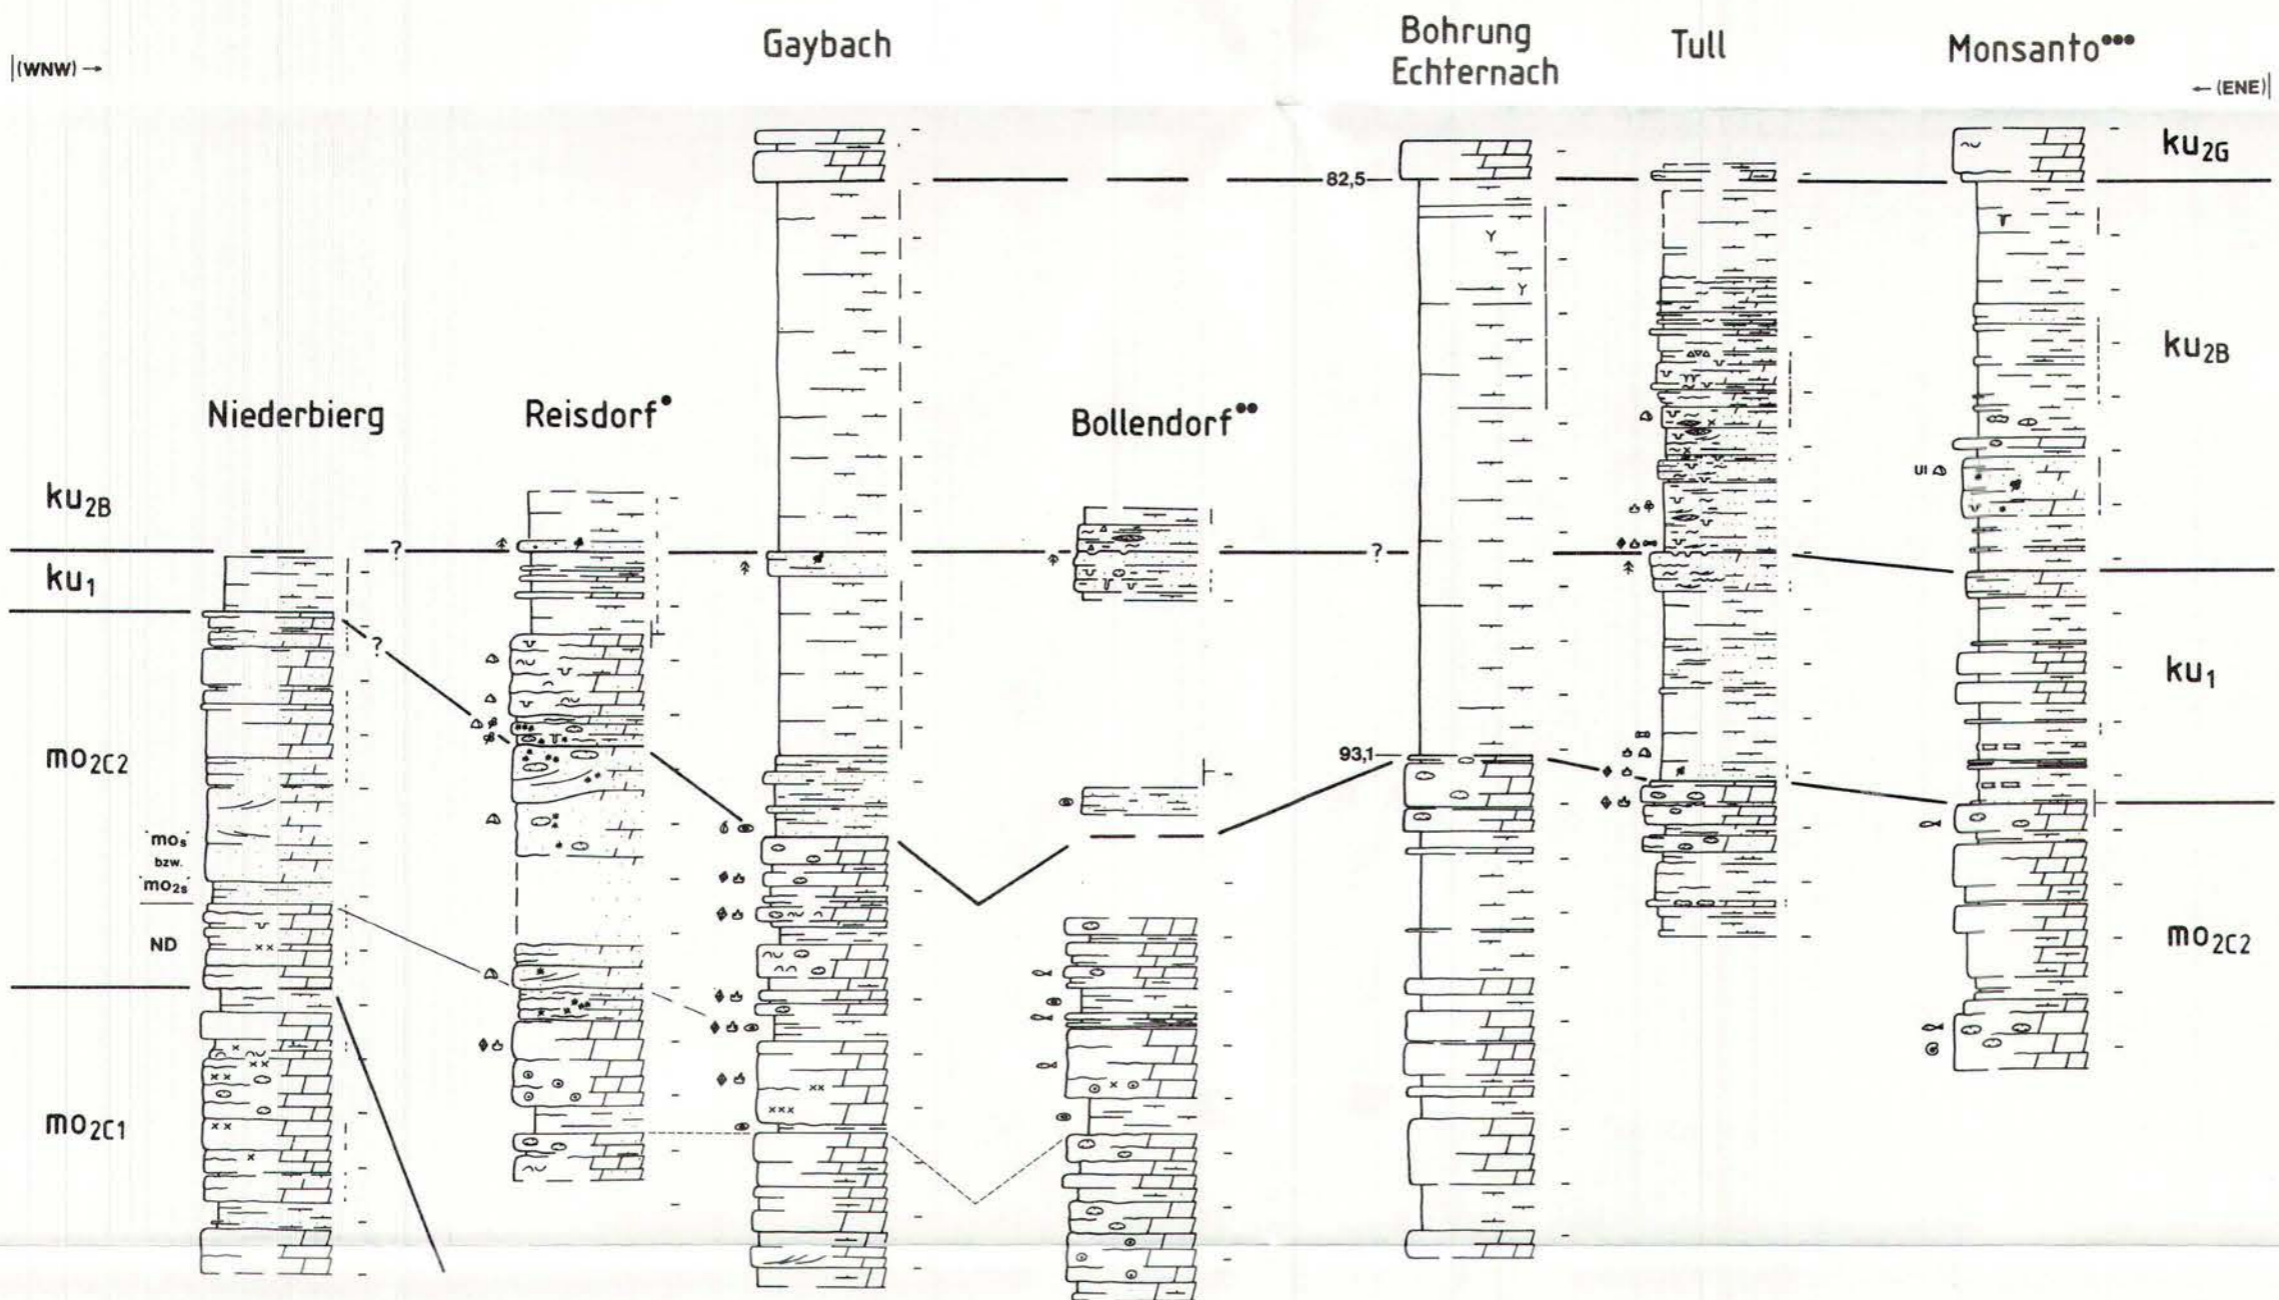 |(WNW) →
Gaybach
Bohrung
Echternach
Tull
Monsanto•••
← (ENE)|
ku2G
82,5
ku2B
Niederbierg
Reisdorf•
Bollendorf••
UI
ku2B
?
?
ku1
?
ku1
mo2C2
93,1
'mos'
bzw.
'mo2s'
ND
mo2C2
mo2C1